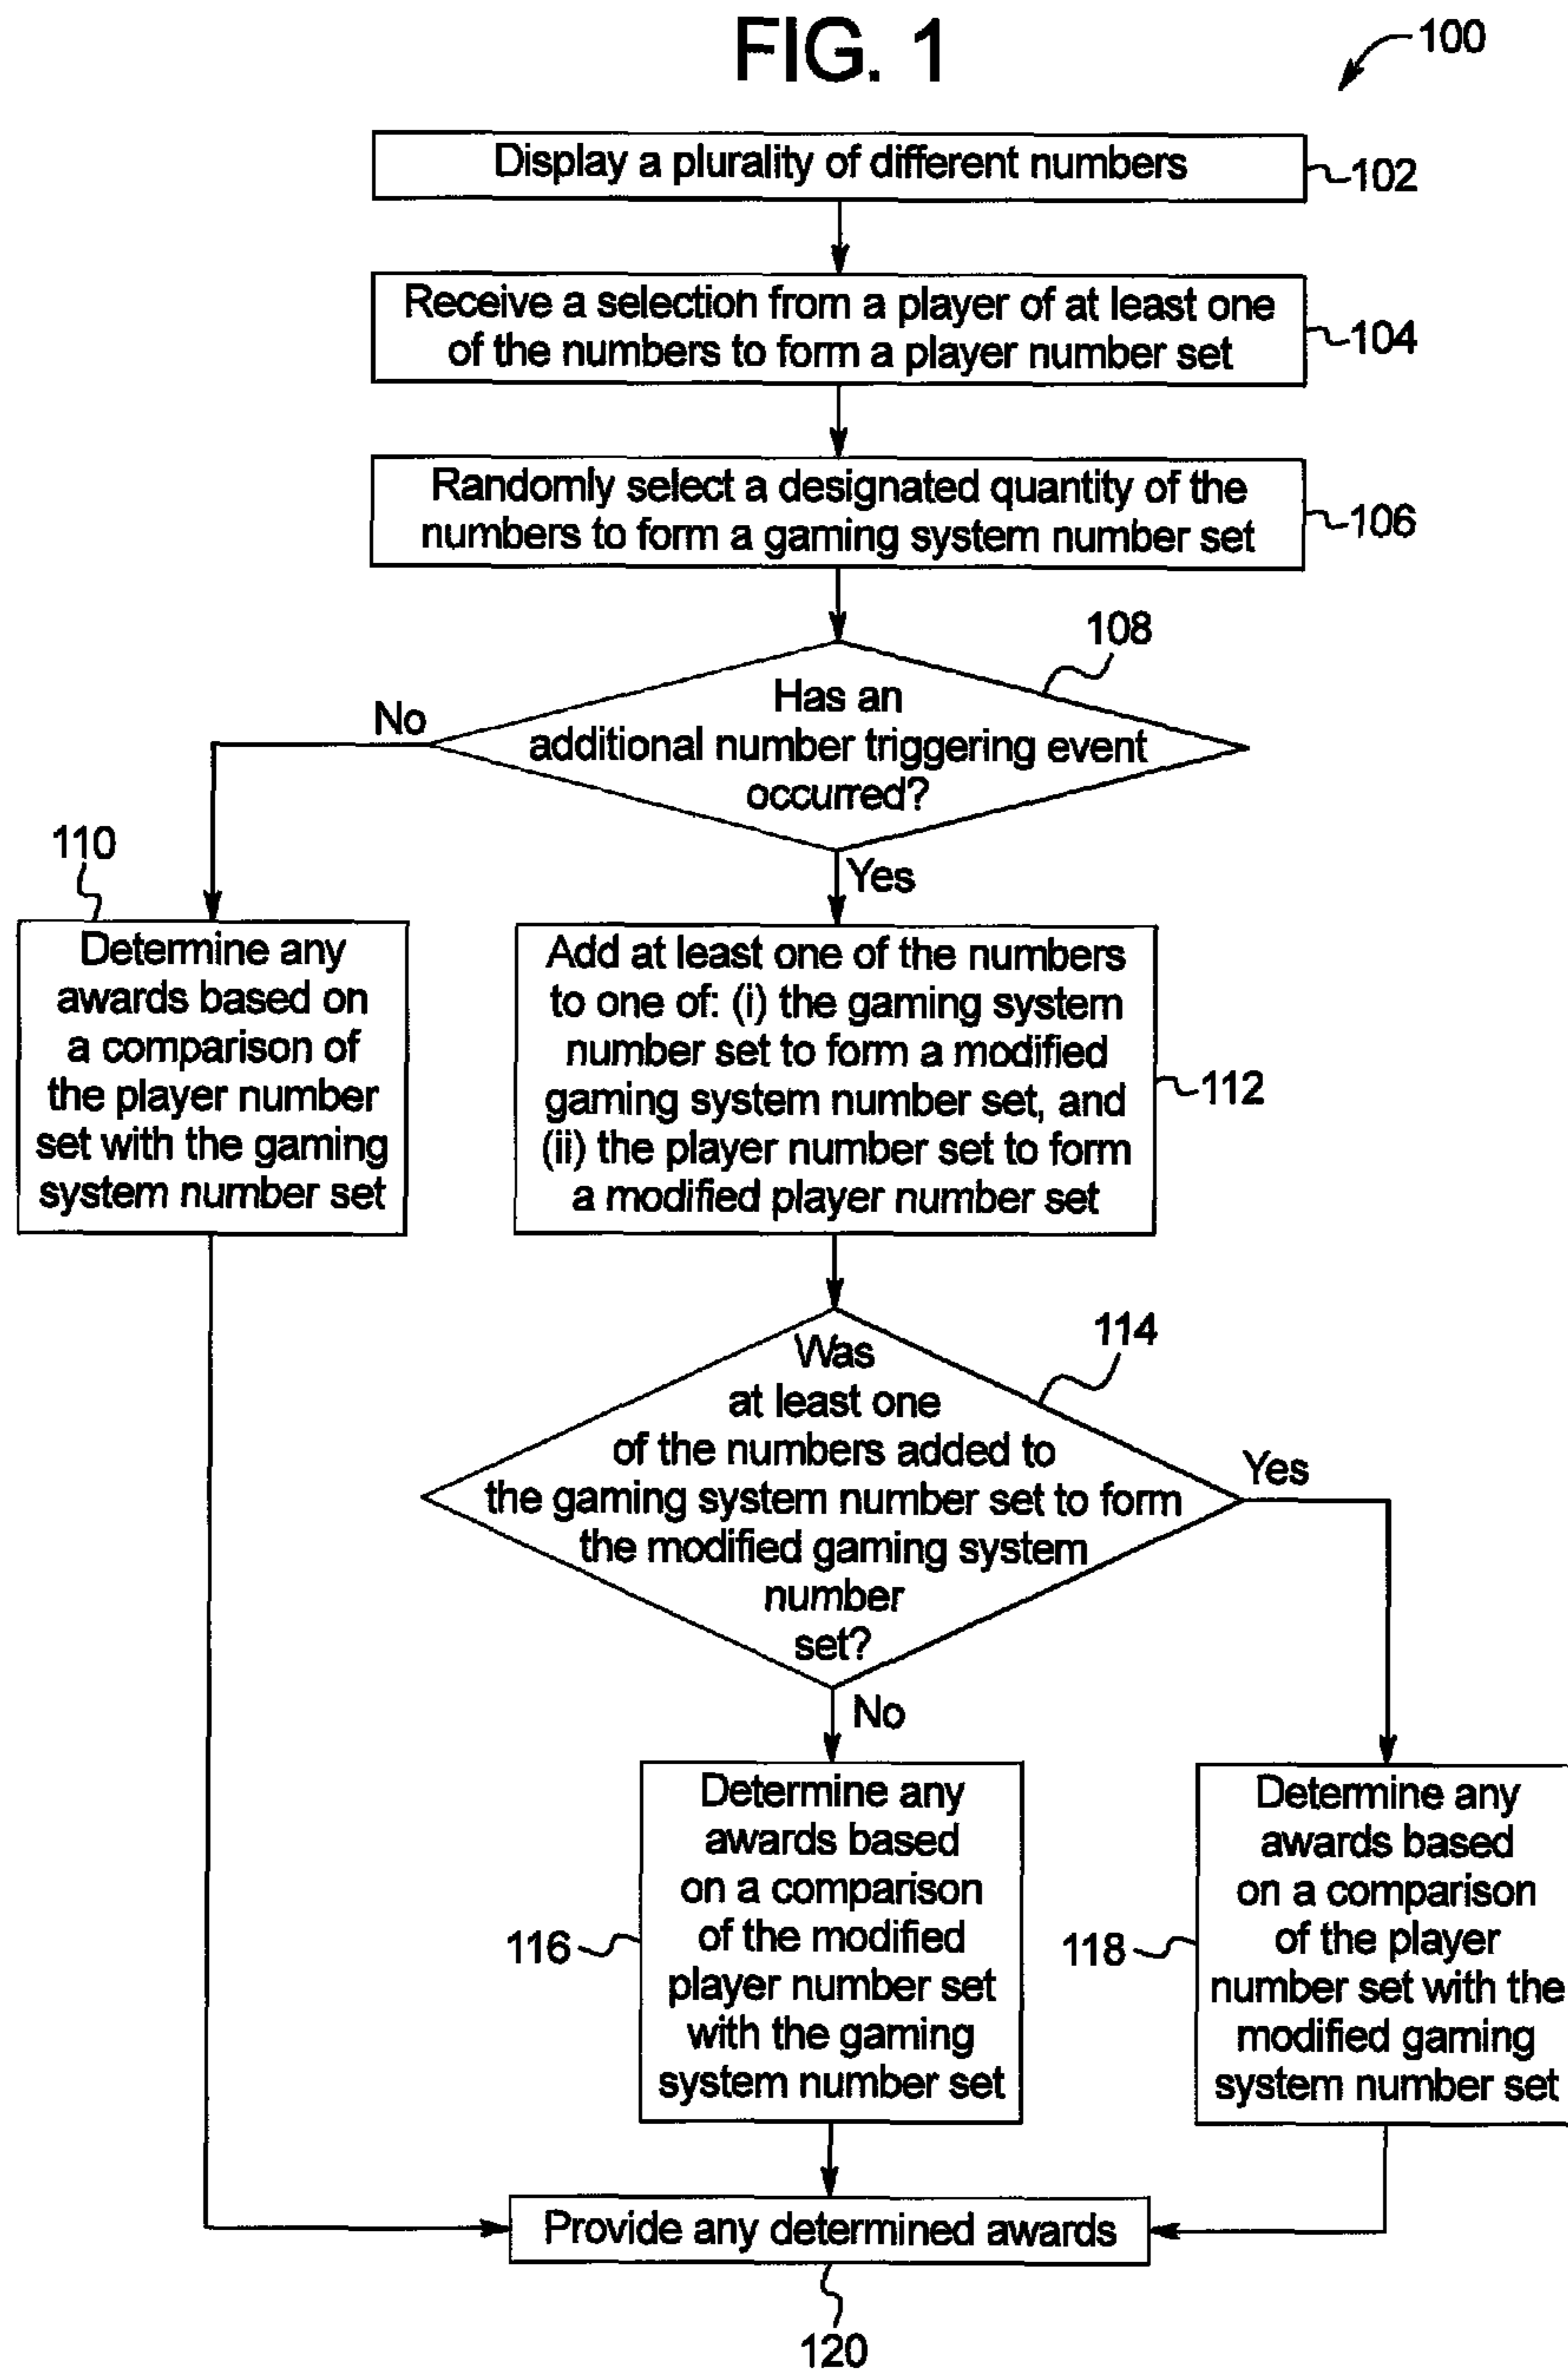 FIG. 1
100
Display a plurality of different numbers
102
Receive a selection from a player of at least one
of the numbers to form a player number set
104
Randomly select a designated quantity of the
numbers to form a gaming system number set
106
108
Has an
additional number triggering event
occurred?
No
Yes
110
Determine any
awards based on
a comparison of
the player number
set with the gaming
system number set
Add at least one of the numbers
to one of: (i) the gaming system
number set to form a modified
gaming system number set, and
(ii) the player number set to form
a modified player number set
112
114
Was
at least one
of the numbers added to
the gaming system number set to form
the modified gaming system
number
set?
Yes
No
Determine any
awards based
on a comparison
of the modified
player number set
with the gaming
system number set
116
Determine any
awards based
on a comparison
of the player
number set with the
modified gaming
system number set
118
Provide any determined awards
120